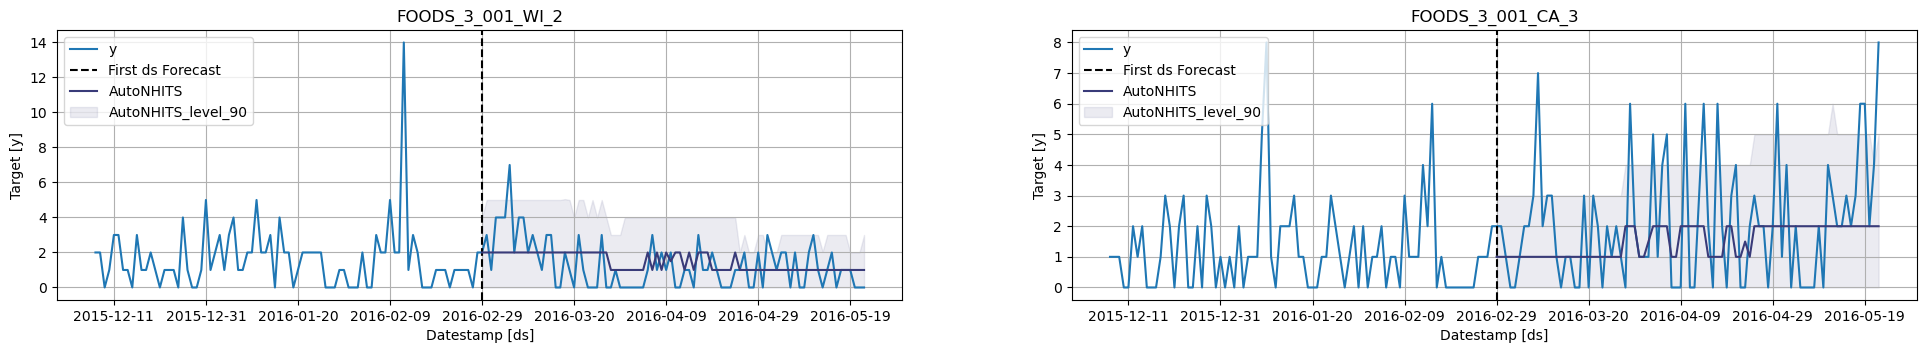 FOODS_3_001_WI_2
y
First ds Forecast
AutoNHITS
AutoNHITS_level_90
Target [y]
14
12
10
8
6
4
2
0
2015-12-11 2015-12-31 2016-01-20 2016-02-09 2016-02-29 2016-03-20 2016-04-09 2016-04-29 2016-05-19
Datestamp [ds]
FOODS_3_001_CA_3
y
First ds Forecast
AutoNHITS
AutoNHITS_level_90
Target [y]
8
7
6
5
4
3
2
1
0
2015-12-11 2015-12-31 2016-01-20 2016-02-09 2016-02-29 2016-03-20 2016-04-09 2016-04-29 2016-05-19
Datestamp [ds]